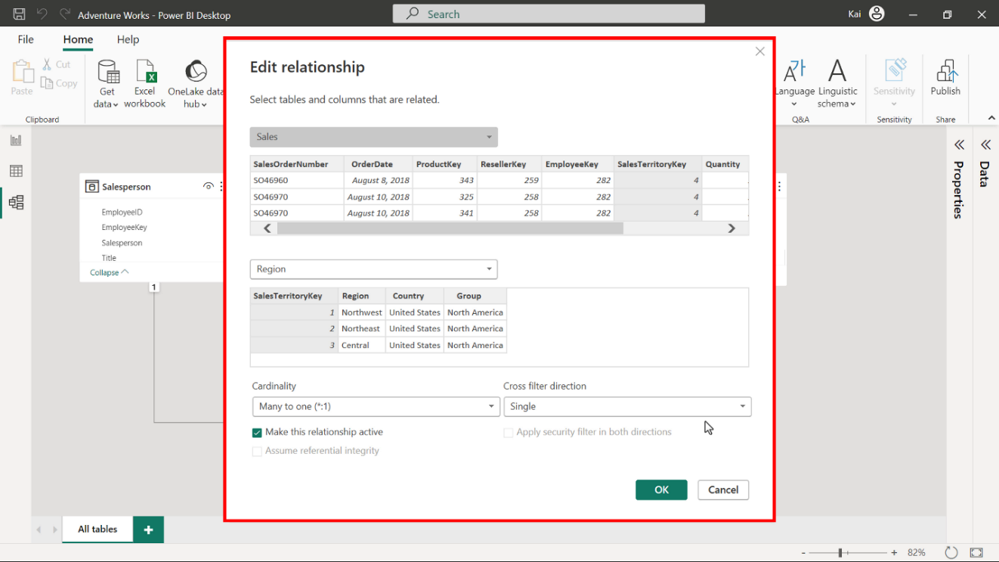 Adventure Works - Power BI Desktop
Search
Kai
File
Home
Help
Paste
Cut
Copy
Clipboard
Get data
Excel workbook
OneLake data hub
Language
Linguistic schema
Q&A
Sensitivity
Sensitivity
Publish
Share
Salesperson
EmployeeID
EmployeeKey
Salesperson
Title
Collapse
1
Edit relationship
Select tables and columns that are related.
Sales
SalesOrderNumber OrderDate ProductKey ResellerKey EmployeeKey SalesTerritoryKey Quantity
SO46960 August 8, 2018 343 259 282 4
SO46970 August 10, 2018 325 258 282 4
SO46970 August 10, 2018 341 258 282 4
Region
SalesTerritoryKey Region Country Group
1 Northwest United States North America
2 Northeast United States North America
3 Central United States North America
Cardinality
Cross filter direction
Many to one (*:1)
Single
Make this relationship active
Apply security filter in both directions
Assume referential integrity
OK
Cancel
Properties
Data
All tables
+
- + 82%